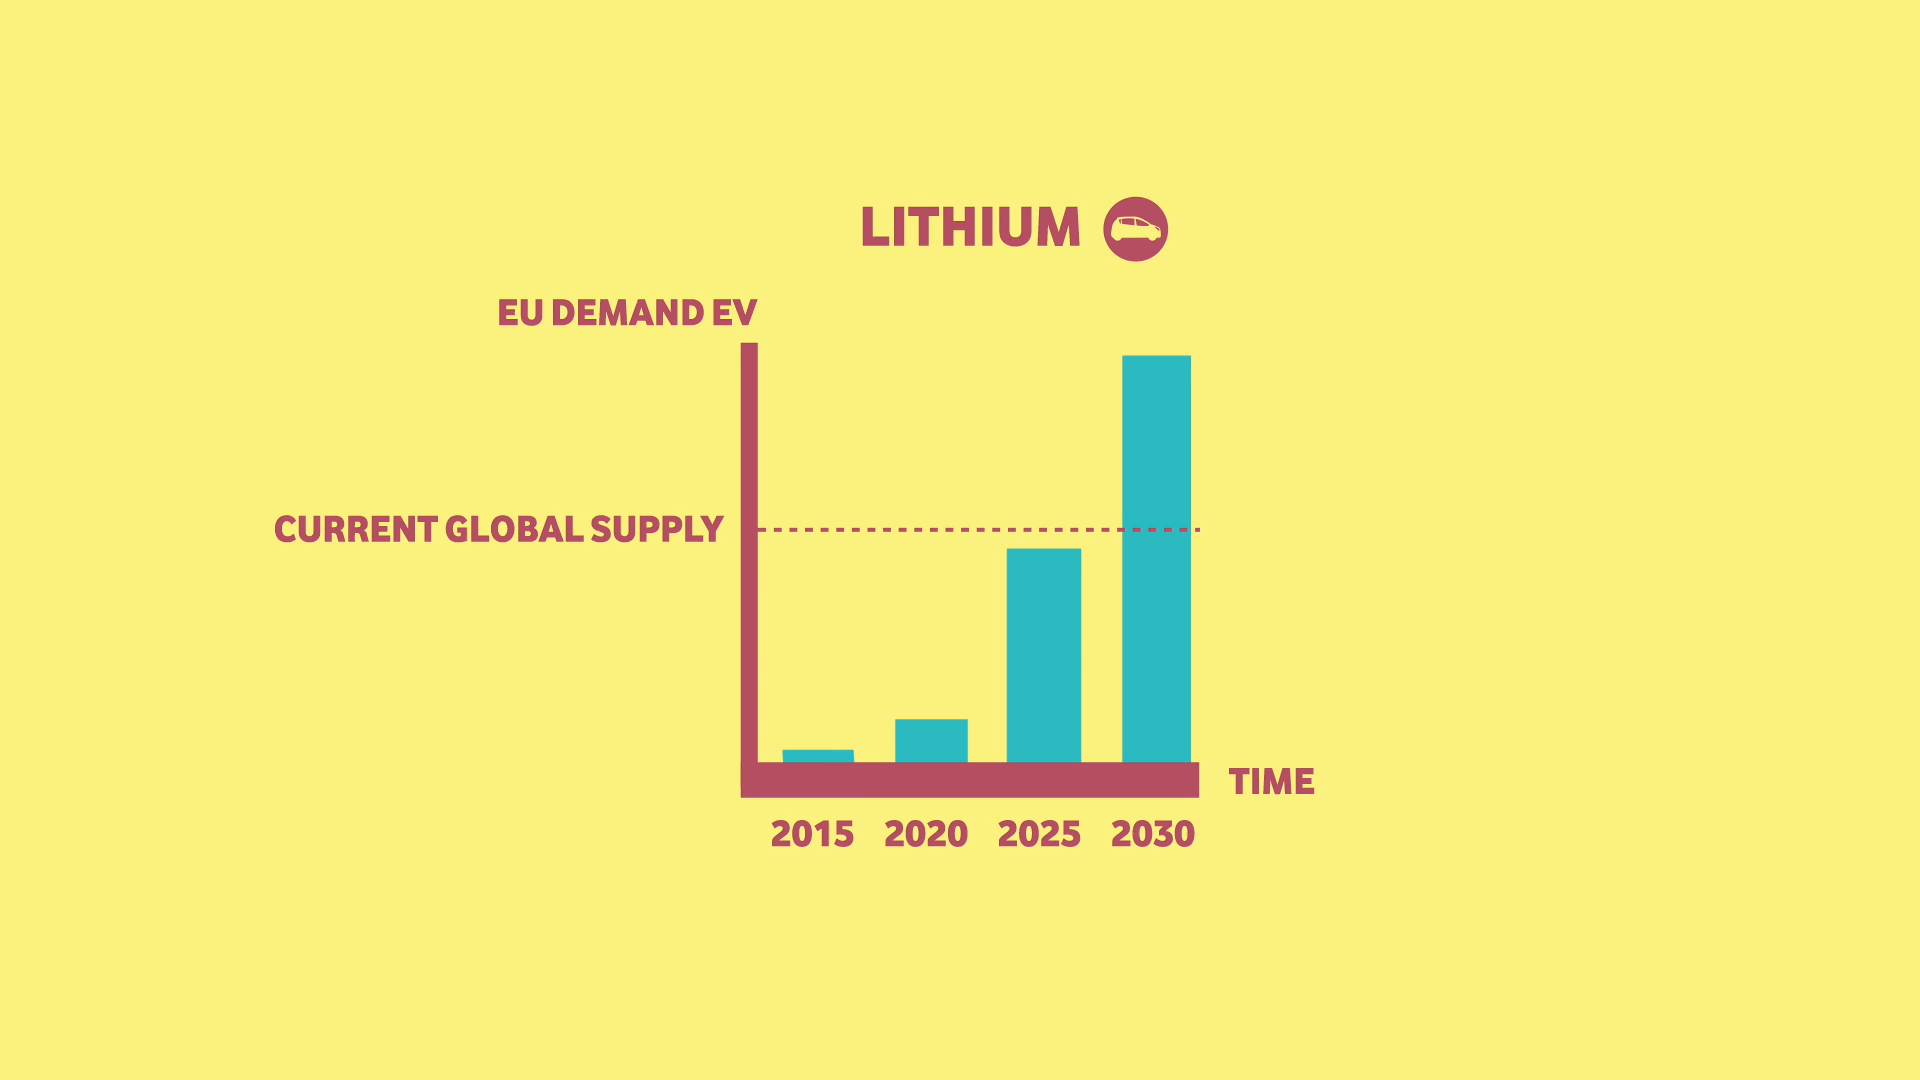 LITHIUM
EU DEMAND EV
CURRENT GLOBAL SUPPLY
TIME
2015 2020 2025 2030